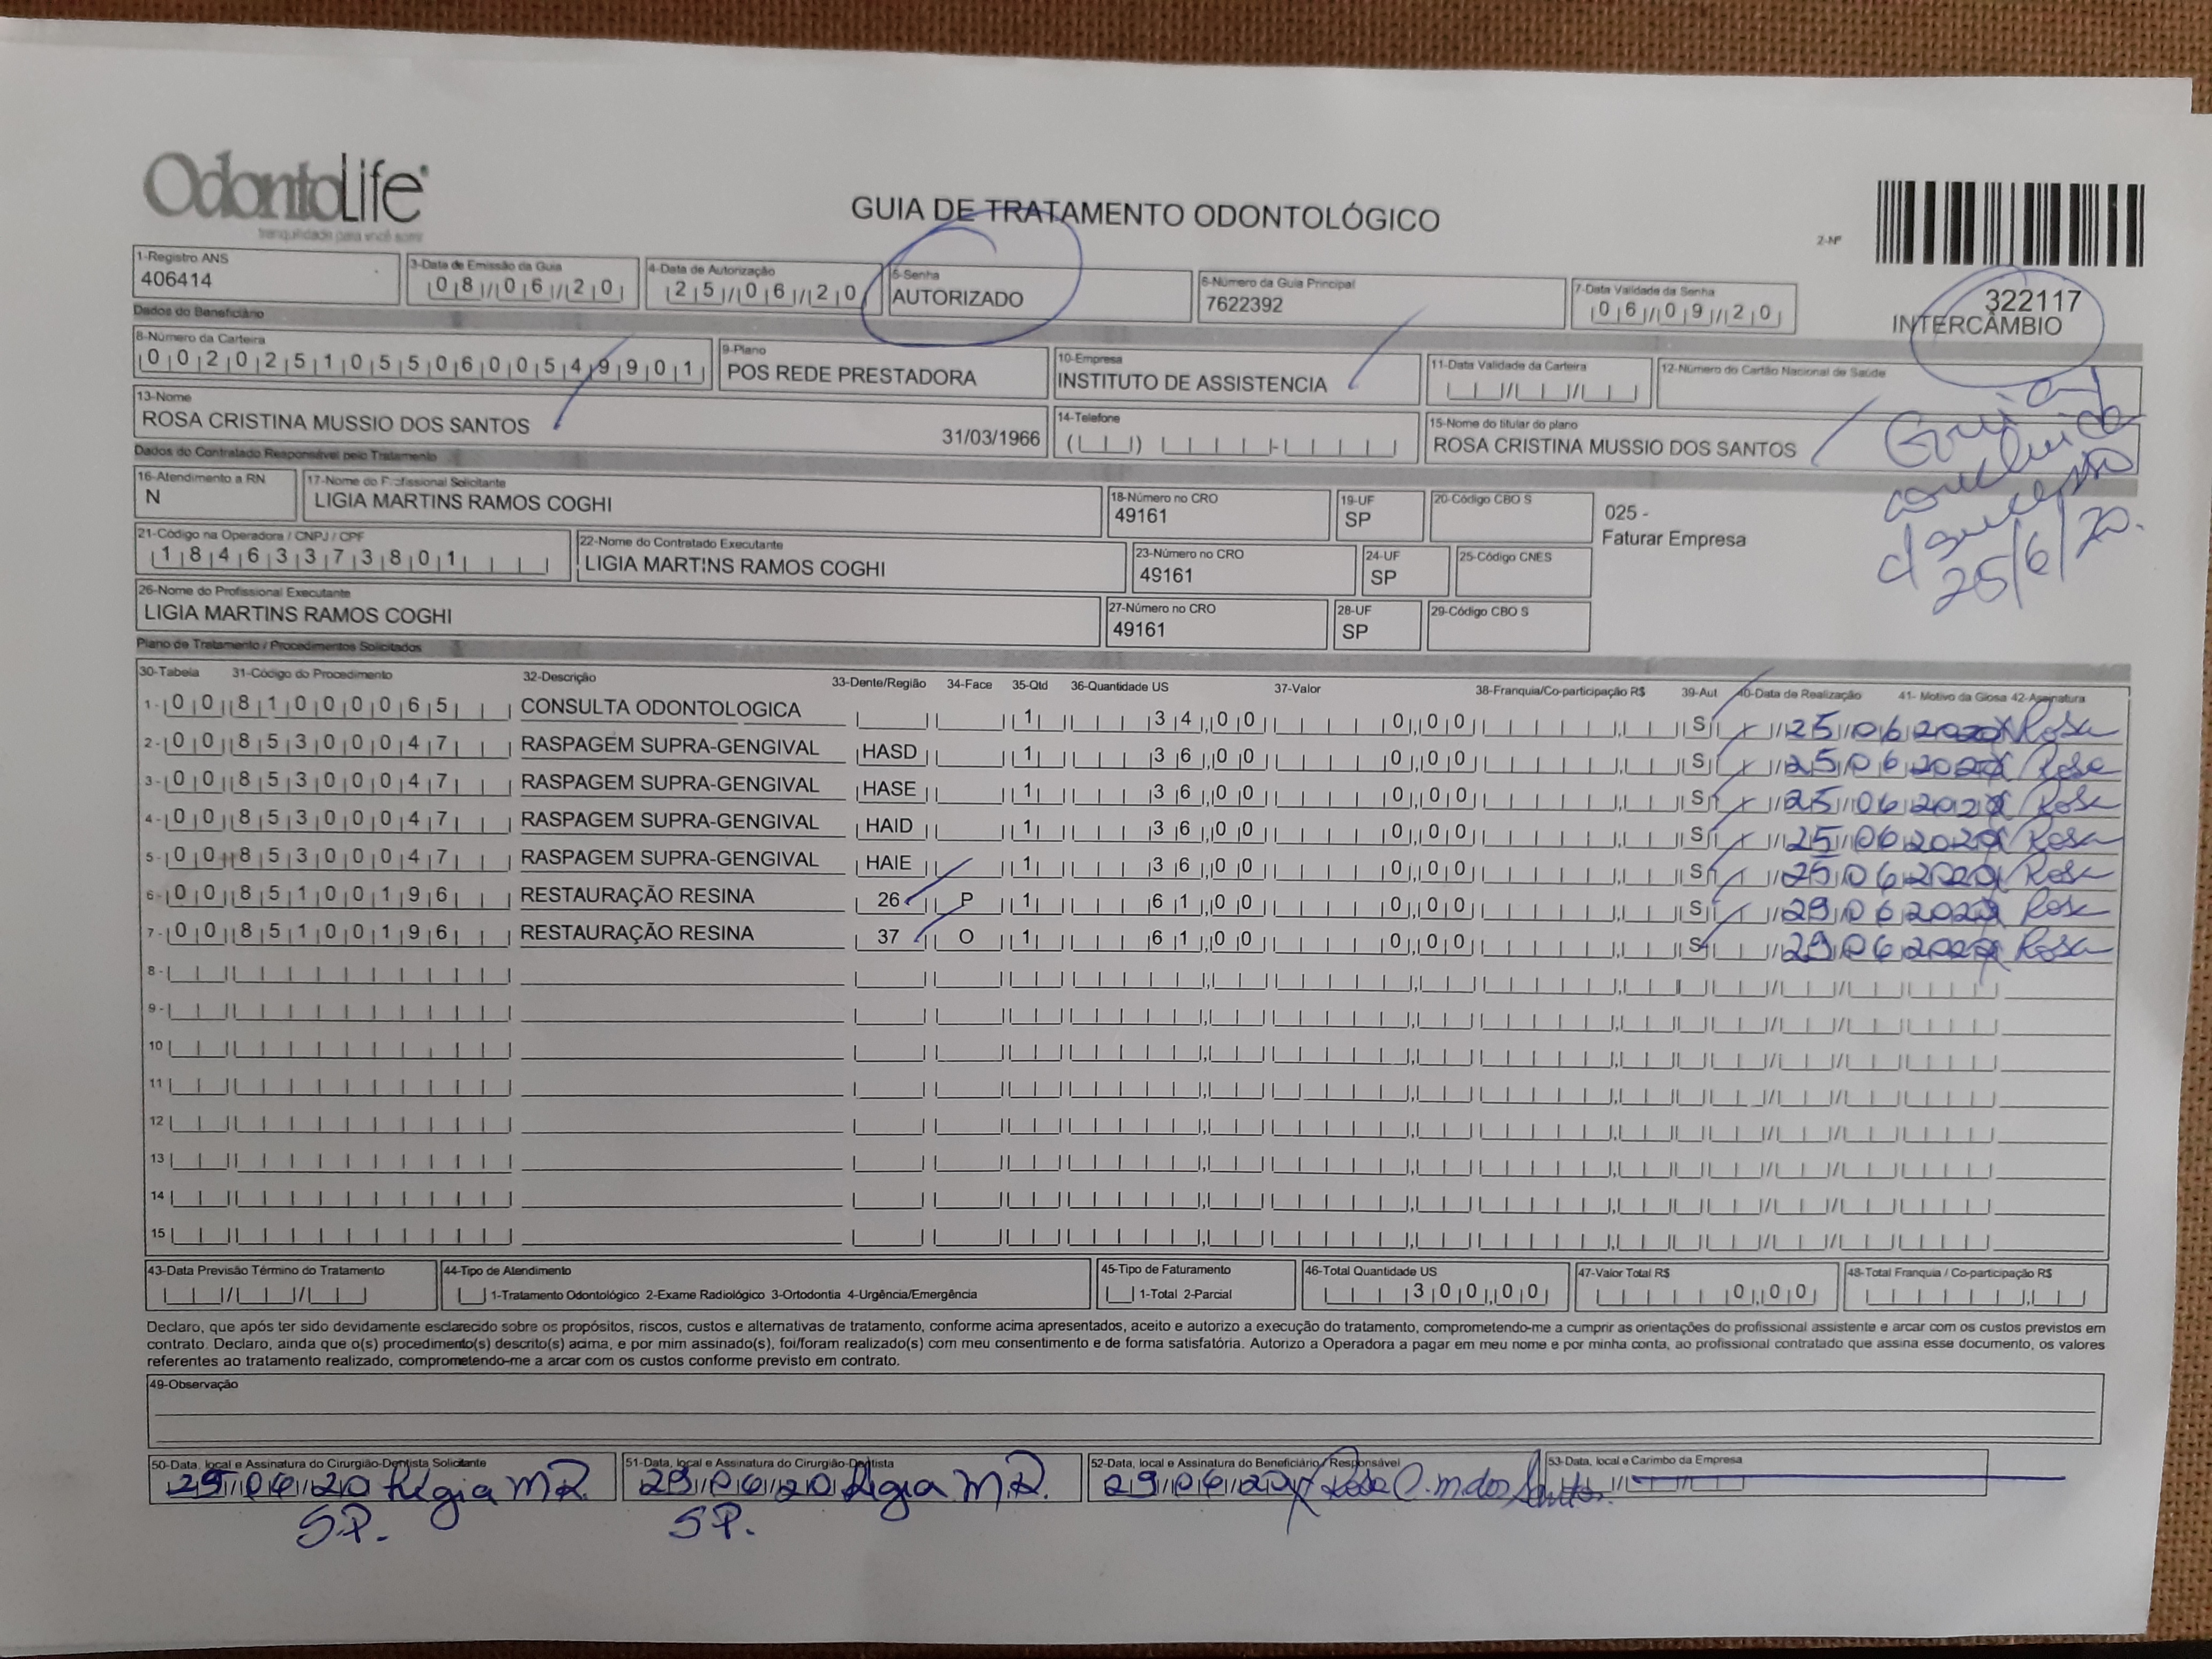 OdontoLife
tranquilidade para você sorrir
GUIA DE TRATAMENTO ODONTOLÓGICO
2-Nº
322117
INTERCÂMBIO
1-Registro ANS
406414
3-Data de Emissão da Guia
08/06/20
4-Data de Autorização
25/06/20
5-Senha
AUTORIZADO
6-Número da Guia Principal
7622392
7-Data Validade da Senha
06/09/20
Dados do Beneficiário
8-Número da Carteira
00202510550600549901
9-Plano
POS REDE PRESTADORA
10-Empresa
INSTITUTO DE ASSISTENCIA
11-Data Validade da Carteira
12-Número do Cartão Nacional de Saúde
13-Nome
ROSA CRISTINA MUSSIO DOS SANTOS
31/03/1966
14-Telefone
15-Nome do titular do plano
ROSA CRISTINA MUSSIO DOS SANTOS
Guia
concluida
c/ sucesso
25/6/20.
Dados do Contratado Responsável pelo Tratamento
16-Atendimento a RN
N
17-Nome do Profissional Solicitante
LIGIA MARTINS RAMOS COGHI
18-Número no CRO
49161
19-UF
SP
20-Código CBO S
025 -
Faturar Empresa
21-Código na Operadora / CNPJ / CPF
18463373801
22-Nome do Contratado Executante
LIGIA MARTINS RAMOS COGHI
23-Número no CRO
49161
24-UF
SP
25-Código CNES
26-Nome do Profissional Executante
LIGIA MARTINS RAMOS COGHI
27-Número no CRO
49161
28-UF
SP
29-Código CBO S
Plano de Tratamento / Procedimentos Solicitados
30-Tabela 31-Código do Procedimento 32-Descrição 33-Dente/Região 34-Face 35-Qtd 36-Quantidade US 37-Valor 38-Franquia/Co-participação R$ 39-Aut 40-Data de Realização 41- Motivo da Glosa 42-Assinatura
1- 00 81000065 CONSULTA ODONTOLOGICA 1 34,00 0,00 S 25/06/2020 Rosa
2- 00 85300047 RASPAGEM SUPRA-GENGIVAL HASD 1 36,00 0,00 S 25/06/2020 Rosa
3- 00 85300047 RASPAGEM SUPRA-GENGIVAL HASE 1 36,00 0,00 S 25/06/2020 Rosa
4- 00 85300047 RASPAGEM SUPRA-GENGIVAL HAID 1 36,00 0,00 S 25/06/2020 Rosa
5- 00 85300047 RASPAGEM SUPRA-GENGIVAL HAIE 1 36,00 0,00 S 25/06/2020 Rosa
6- 00 85100196 RESTAURAÇÃO RESINA 26 P 1 61,00 0,00 S 29/06/2020 Rosa
7- 00 85100196 RESTAURAÇÃO RESINA 37 O 1 61,00 0,00 S 29/06/2020 Rosa
8-
9-
10
11
12
13
14
15
43-Data Previsão Término do Tratamento
44-Tipo de Atendimento
1-Tratamento Odontológico 2-Exame Radiológico 3-Ortodontia 4-Urgência/Emergência
45-Tipo de Faturamento
1-Total 2-Parcial
46-Total Quantidade US
300,00
47-Valor Total R$
0,00
48-Total Franquia / Co-participação R$
Declaro, que após ter sido devidamente esclarecido sobre os propósitos, riscos, custos e alternativas de tratamento, conforme acima apresentados, aceito e autorizo a execução do tratamento, comprometendo-me a cumprir as orientações do profissional assistente e arcar com os custos previstos em
contrato. Declaro, ainda que o(s) procedimento(s) descrito(s) acima, e por mim assinado(s), foi/foram realizado(s) com meu consentimento e de forma satisfatória. Autorizo a Operadora a pagar em meu nome e por minha conta, ao profissional contratado que assina esse documento, os valores
referentes ao tratamento realizado, comprometendo-me a arcar com os custos conforme previsto em contrato.
49-Observação
50-Data, local e Assinatura do Cirurgião-Dentista Solicitante
29/06/20 Lígia M R.
SP.
51-Data, local e Assinatura do Cirurgião-Dentista
29/06/20 Lígia M R.
SP.
52-Data, local e Assinatura do Beneficiário / Responsável
29/06/20 X Rosa C. M dos Santos.
53-Data, local e Carimbo da Empresa